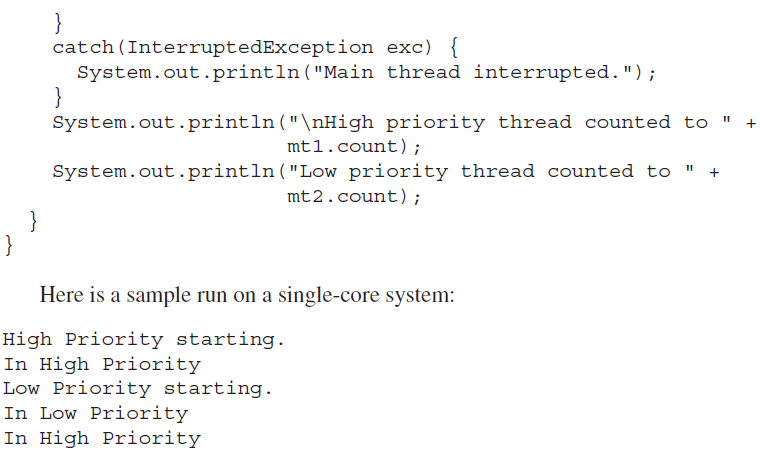 }
catch(InterruptedException exc) {
System.out.println("Main thread interrupted.");
}
System.out.println("\nHigh priority thread counted to " +
mt1.count);
System.out.println("Low priority thread counted to " +
mt2.count);
}
}
Here is a sample run on a single-core system:
High Priority starting.
In High Priority
Low Priority starting.
In Low Priority
In High Priority